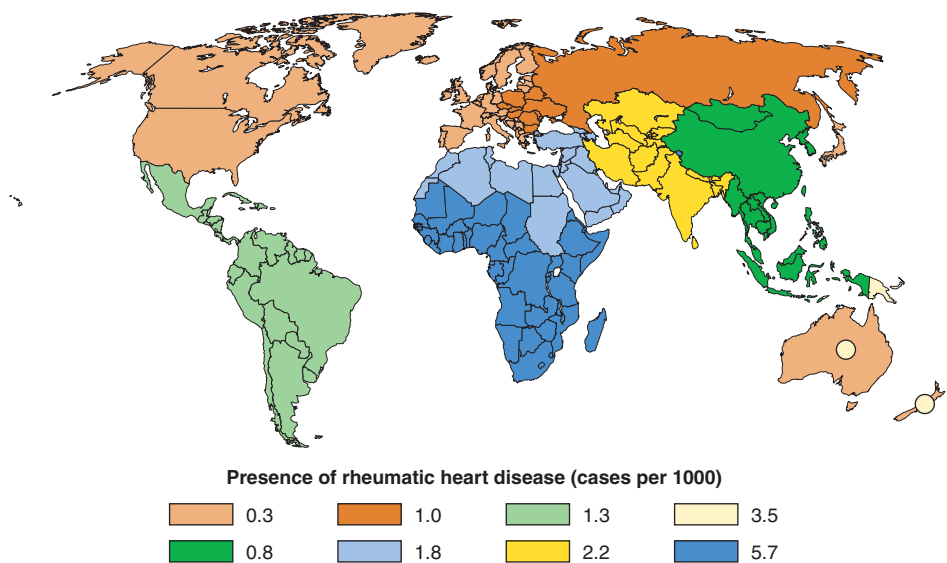 Presence of rheumatic heart disease (cases per 1000)
0.3 1.0 1.3 3.5
0.8 1.8 2.2 5.7